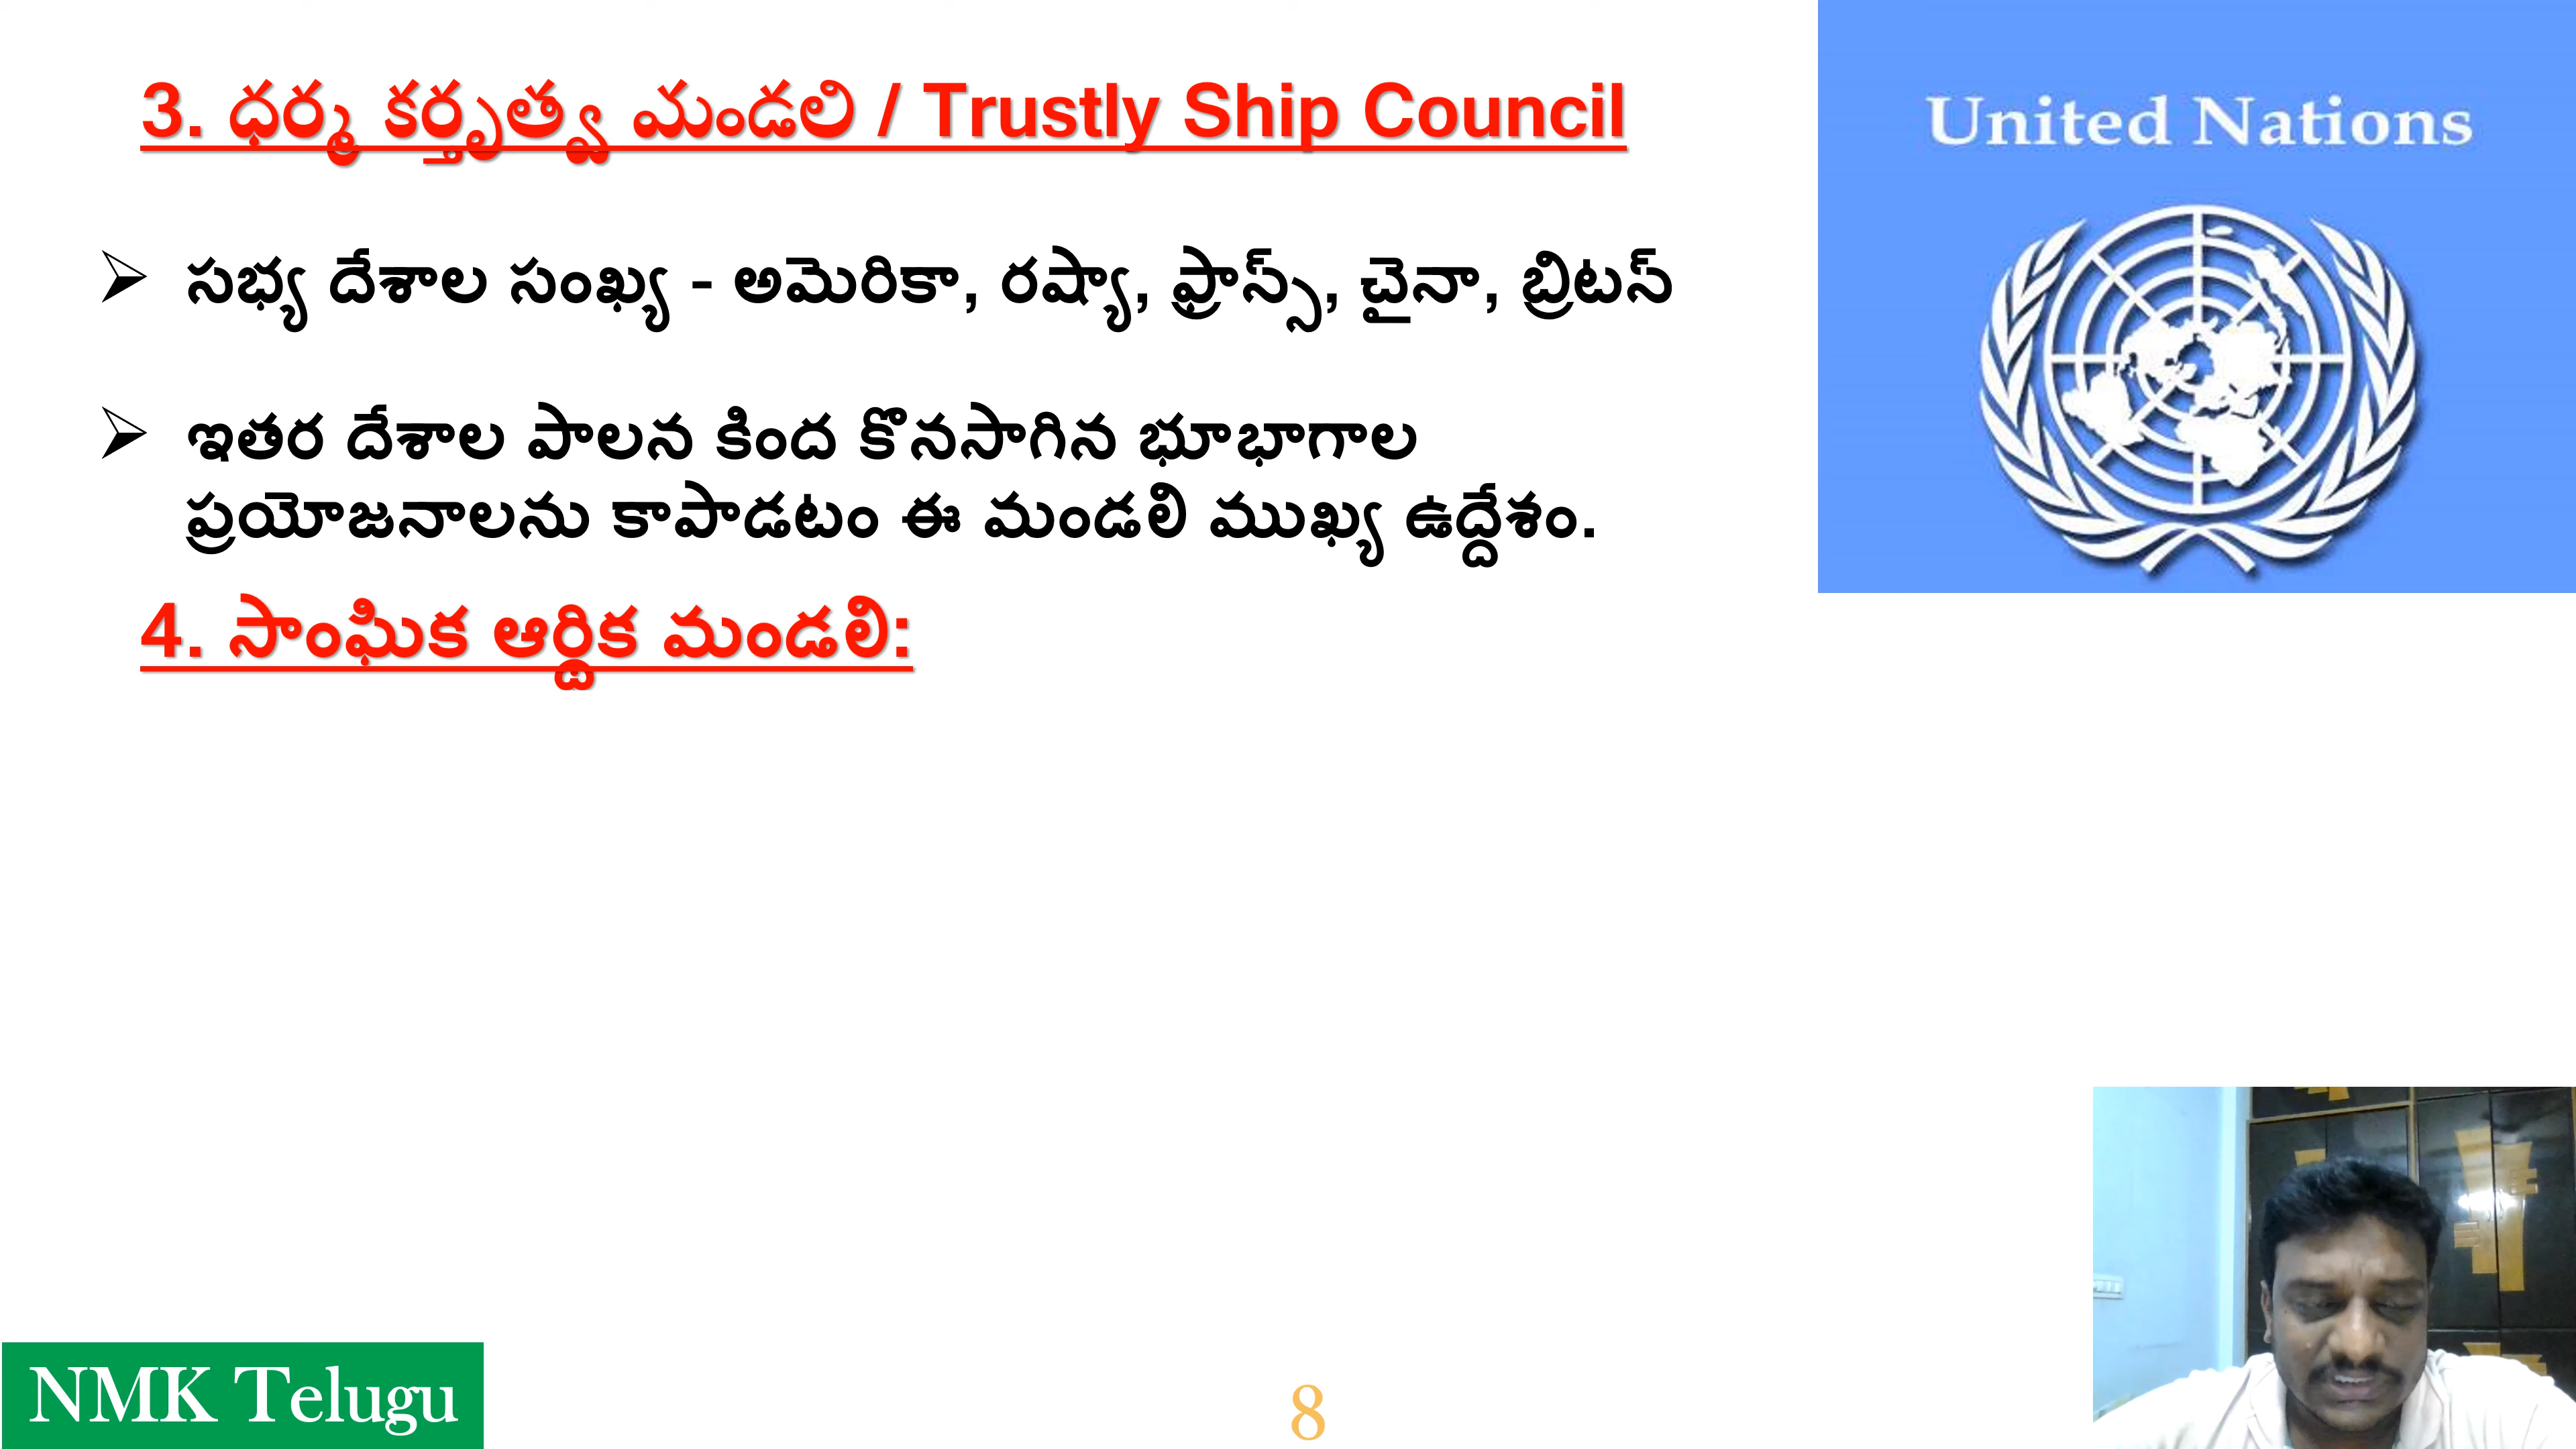 3. ధర్మ కర్తృత్వ మండలి / Trustly Ship Council
United Nations
➢ సభ్య దేశాల సంఖ్య - అమెరికా, రష్యా, ఫ్రాన్స్, చైనా, బ్రిటన్
➢ ఇతర దేశాల పాలన కింద కొనసాగిన భూభాగాల
ప్రయోజనాలను కాపాడటం ఈ మండలి ముఖ్య ఉద్దేశం.
4. సాంఘిక ఆర్థిక మండలి:
NMK Telugu
8